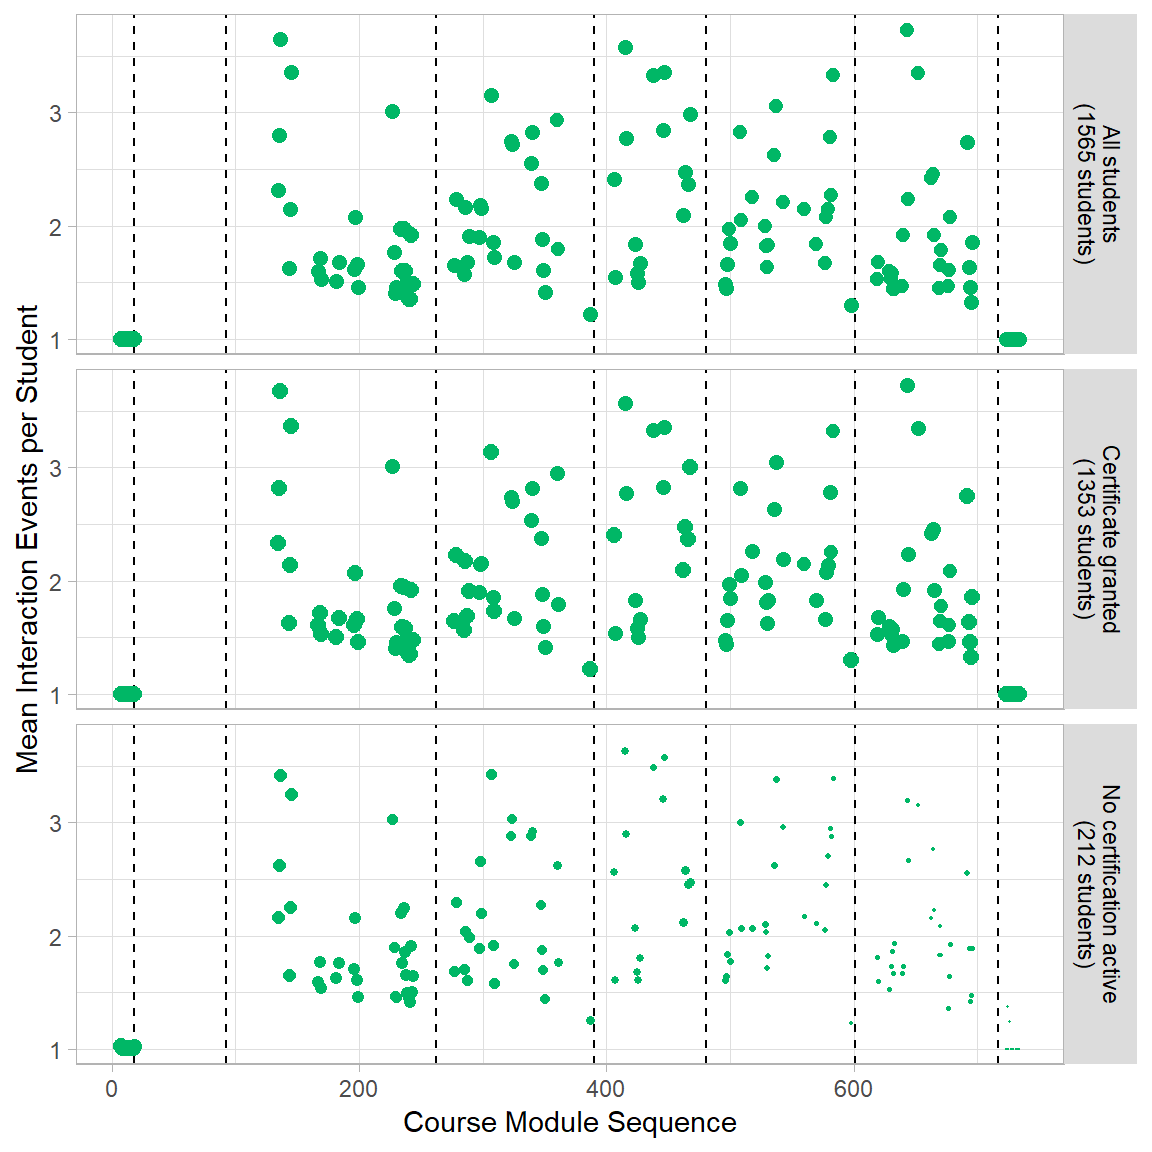 Mean Interaction Events per Student
3
2
1
All students
(1565 students)
3
2
1
Certificate granted
(1353 students)
3
2
1
No certification active
(212 students)
0 200 400 600
Course Module Sequence